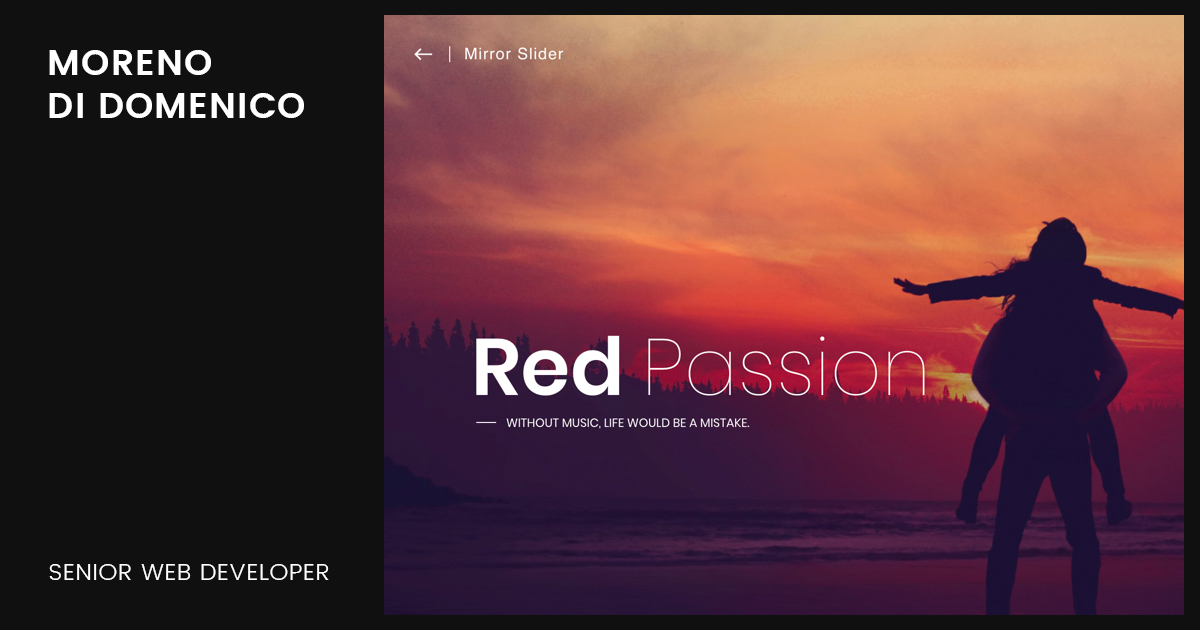 MORENO
DI DOMENICO
Mirror Slider
Red Passion
WITHOUT MUSIC, LIFE WOULD BE A MISTAKE.
SENIOR WEB DEVELOPER